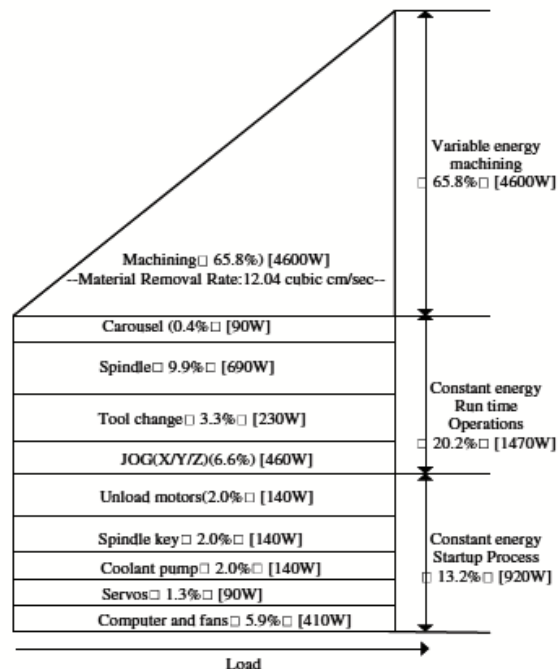 Variable energy
machining
□ 65.8%□ [4600W]
Machining□ 65.8%) [4600W]
--Material Removal Rate:12.04 cubic cm/sec--
Carousel (0.4%□ [90W]
Spindle□ 9.9%□ [690W]
Tool change□ 3.3%□ [230W]
JOG(X/Y/Z)(6.6%) [460W]
Constant energy
Run time
Operations
□ 20.2%□ [1470W]
Unload motors(2.0%□ [140W]
Spindle key□ 2.0%□ [140W]
Coolant pump□ 2.0%□ [140W]
Servos□ 1.3%□ [90W]
Computer and fans□ 5.9%□ [410W]
Constant energy
Startup Process
□ 13.2%□ [920W]
Load